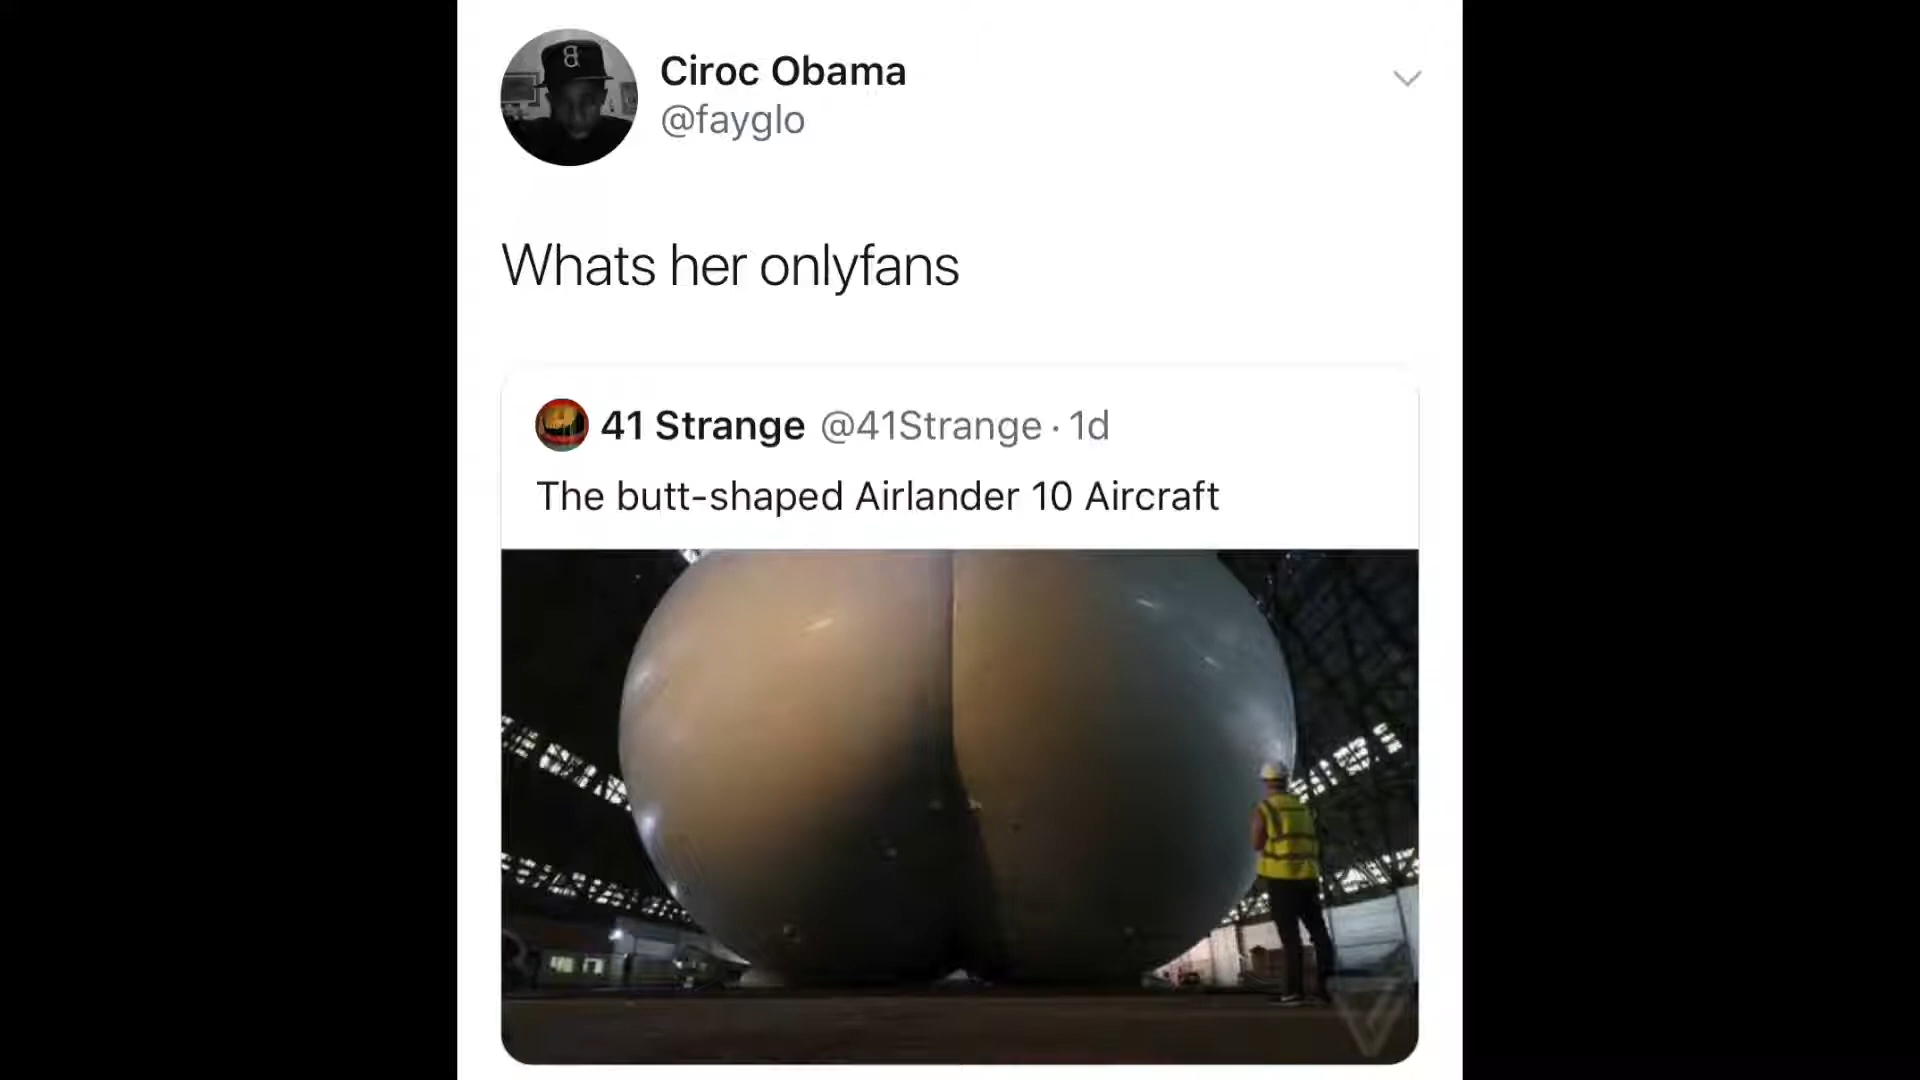 Ciroc Obama
@fayglo
Whats her onlyfans
41 Strange @41Strange · 1d
The butt-shaped Airlander 10 Aircraft